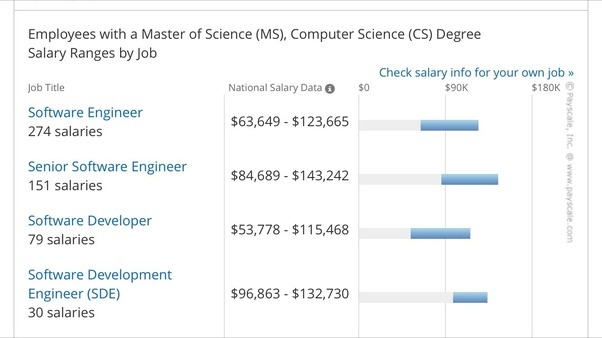 Employees with a Master of Science (MS), Computer Science (CS) Degree
Salary Ranges by Job
Check salary info for your own job »
Job Title National Salary Data $0 $90K $180K
Software Engineer
274 salaries
$63,649 - $123,665
Senior Software Engineer
151 salaries
$84,689 - $143,242
Software Developer
79 salaries
$53,778 - $115,468
Software Development
Engineer (SDE)
30 salaries
$96,863 - $132,730
© Payscale, Inc. @ www.payscale.com